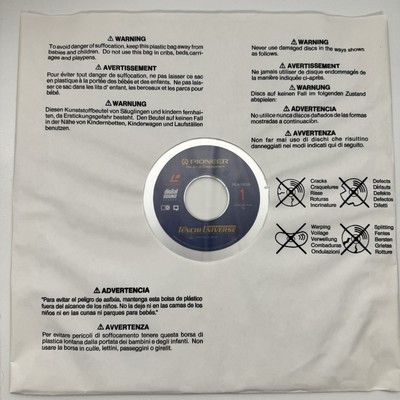 ⚠ WARNING
To avoid danger of suffocation, keep this plastic bag away from
babies and children. Do not use this bag in cribs, beds, carri-
ages and playpens.
⚠ AVERTISSEMENT
Pour éviter tout danger de suffocation, ne pas laisser ce sac
en plastique à la portée des bébés et des enfants. Ne pas lais-
ser ce sac dans les lits d' enfant, les berceaux et les parcs pour
bébé.
⚠ WARNUNG
Diesen Kunststoffbeutel von Säuglingen und kindern fernhal-
ten, da Erstickungsgefahr besteht. Den Beutel auf keinen Fall
in der Nähe von Kinderbetten, Kinderwagen und Laufställen
benutzen.
⚠ WARNING
Never use damaged discs in the ways shown
as follows.
⚠ AVERTISSEMENT
Ne jamais utiliser de disque endommagé de
la manière indiquée ci-dessous.
⚠ WARNUNG
Discs auf keinen Fall im folgenden Zustand
abspielen:
⚠ ADVERTENCIA
No utilice nunca discos dañados de las formas
mostradas a continuación.
⚠ AVVERTENZA
Non far mai uso di dischi che risultino
danneggiati nei modi indicati qui di seguito.
PIONEER
digital
SOUND
1
TENCHI UNIVERSE
Cracks
Craquelures
Risse
Roturas
Incrinature
Defects
Défauts
Defekte
Defectos
Difetti
Warping
Voilage
Verwellung
Combaduras
Ondulazioni
Splitting
Fentes
Bersten
Grietas
Rotture
⚠ ADVERTENCIA
"Para evitar el peligro de asfixia, mantenga esta bolsa de plástico
fuera del alcance de los niños. No la deje ni en las camas de los
niños ni en las cunas ni parques para bebés."
⚠ AVVERTENZA
Per evitare pericoli di soffocamento tenere questa borsa di
plastica lontana dalla portata dei bambini e degli infanti. Non
usare la borsa in culle, lettini, passeggini o girelli.